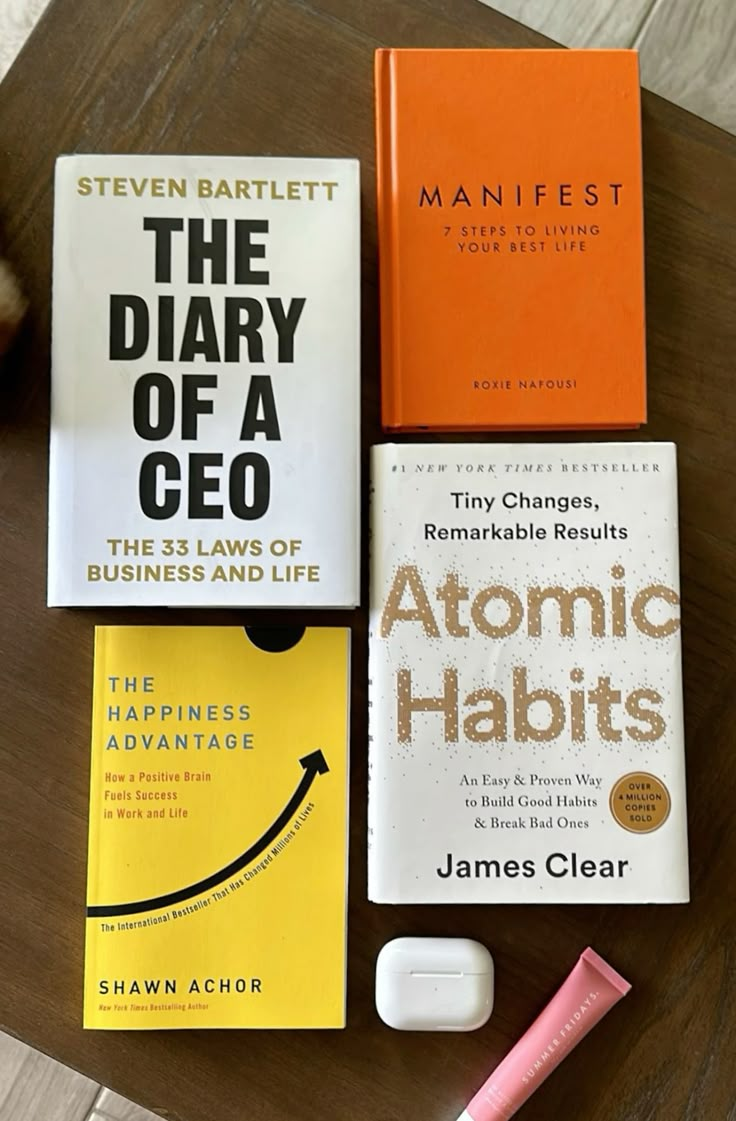 STEVEN BARTLETT
THE
DIARY
OF A
CEO
THE 33 LAWS OF
BUSINESS AND LIFE
MANIFEST
7 STEPS TO LIVING
YOUR BEST LIFE
ROXIE NAFOUSI
#1 NEW YORK TIMES BESTSELLER
Tiny Changes,
Remarkable Results
Atomic
Habits
An Easy & Proven Way
to Build Good Habits
& Break Bad Ones
OVER
4 MILLION
COPIES
SOLD
James Clear
THE
HAPPINESS
ADVANTAGE
How a Positive Brain
Fuels Success
in Work and Life
The International Bestseller That Has Changed Millions of Lives
SHAWN ACHOR
New York Times Bestselling Author
SUMMER FRIDAYS.